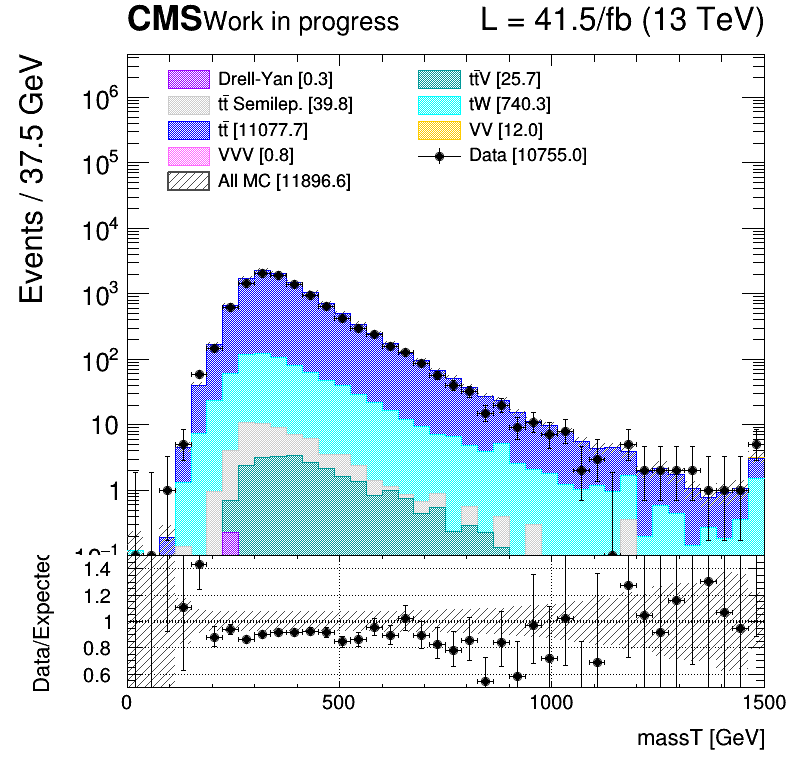 CMS Work in progress L = 41.5/fb (13 TeV)
Events / 37.5 GeV
Drell-Yan [0.3]
tt̄ Semilep. [39.8]
tt̄ [11077.7]
VVV [0.8]
All MC [11896.6]
tt̄V [25.7]
tW [740.3]
VV [12.0]
Data [10755.0]
10⁶
10⁵
10⁴
10³
10²
10
1
10⁻¹
Data/Expected
1.4
1.2
1
0.8
0.6
0 500 1000 1500
massT [GeV]